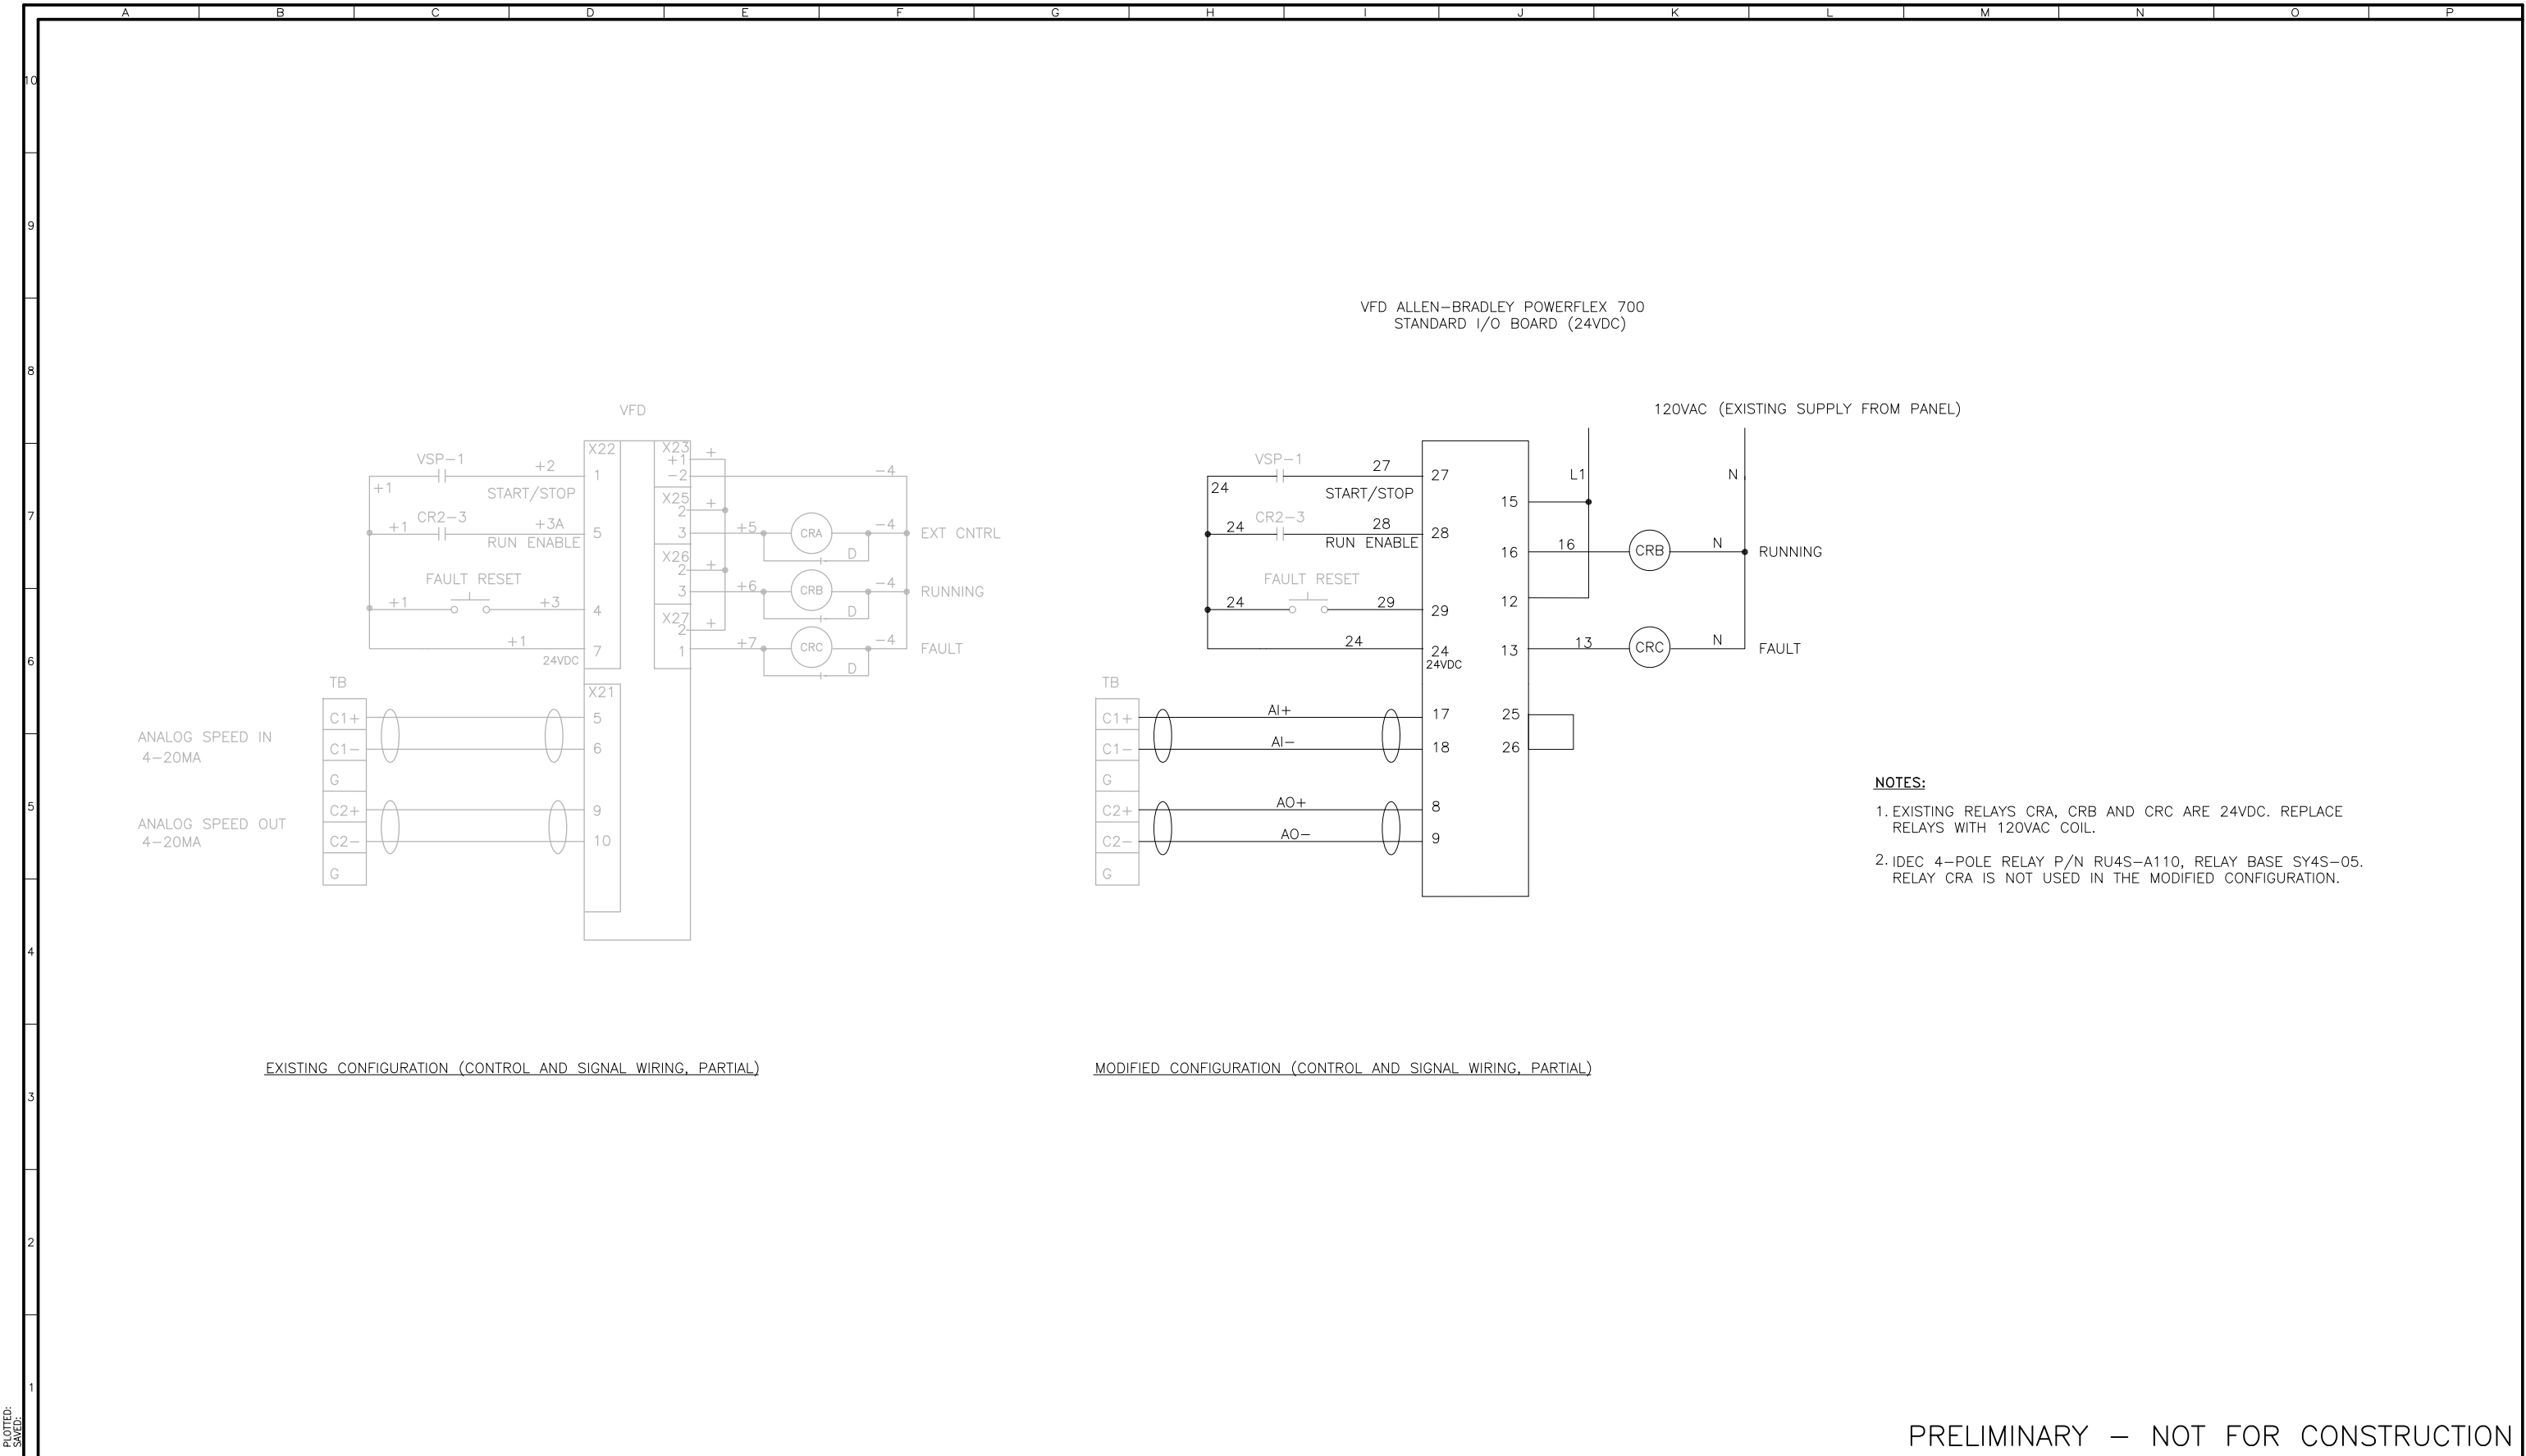 A B C D E F G H I J K L M N O P
10
9
8
7
6
5
4
3
2
1
VFD ALLEN-BRADLEY POWERFLEX 700
STANDARD I/O BOARD (24VDC)
VFD
X22
X23
+1
-2
+
VSP-1
+2
1
+1
START/STOP
-4
X25
2
+
3
CR2-3
+1
+3A
5
RUN ENABLE
+5
CRA
-4
D
EXT CNTRL
X26
2
+
3
FAULT RESET
+1
+3
4
+6
CRB
-4
D
RUNNING
X27
2
+
1
+1
7
24VDC
+7
CRC
-4
D
FAULT
TB
X21
ANALOG SPEED IN
4-20MA
C1+
5
C1-
6
G
ANALOG SPEED OUT
4-20MA
C2+
9
C2-
10
G
EXISTING CONFIGURATION (CONTROL AND SIGNAL WIRING, PARTIAL)
120VAC (EXISTING SUPPLY FROM PANEL)
VSP-1
27
27
24
START/STOP
L1
N
15
CR2-3
24
28
28
RUN ENABLE
16
16
CRB
N
RUNNING
FAULT RESET
24
29
29
12
24
24
24VDC
13
13
CRC
N
FAULT
TB
C1+
AI+
17
25
C1-
AI-
18
26
G
C2+
AO+
8
C2-
AO-
9
G
MODIFIED CONFIGURATION (CONTROL AND SIGNAL WIRING, PARTIAL)
NOTES:
1. EXISTING RELAYS CRA, CRB AND CRC ARE 24VDC. REPLACE
RELAYS WITH 120VAC COIL.
2. IDEC 4-POLE RELAY P/N RU4S-A110, RELAY BASE SY4S-05.
RELAY CRA IS NOT USED IN THE MODIFIED CONFIGURATION.
PLOTTED:
SAVED:
PRELIMINARY - NOT FOR CONSTRUCTION